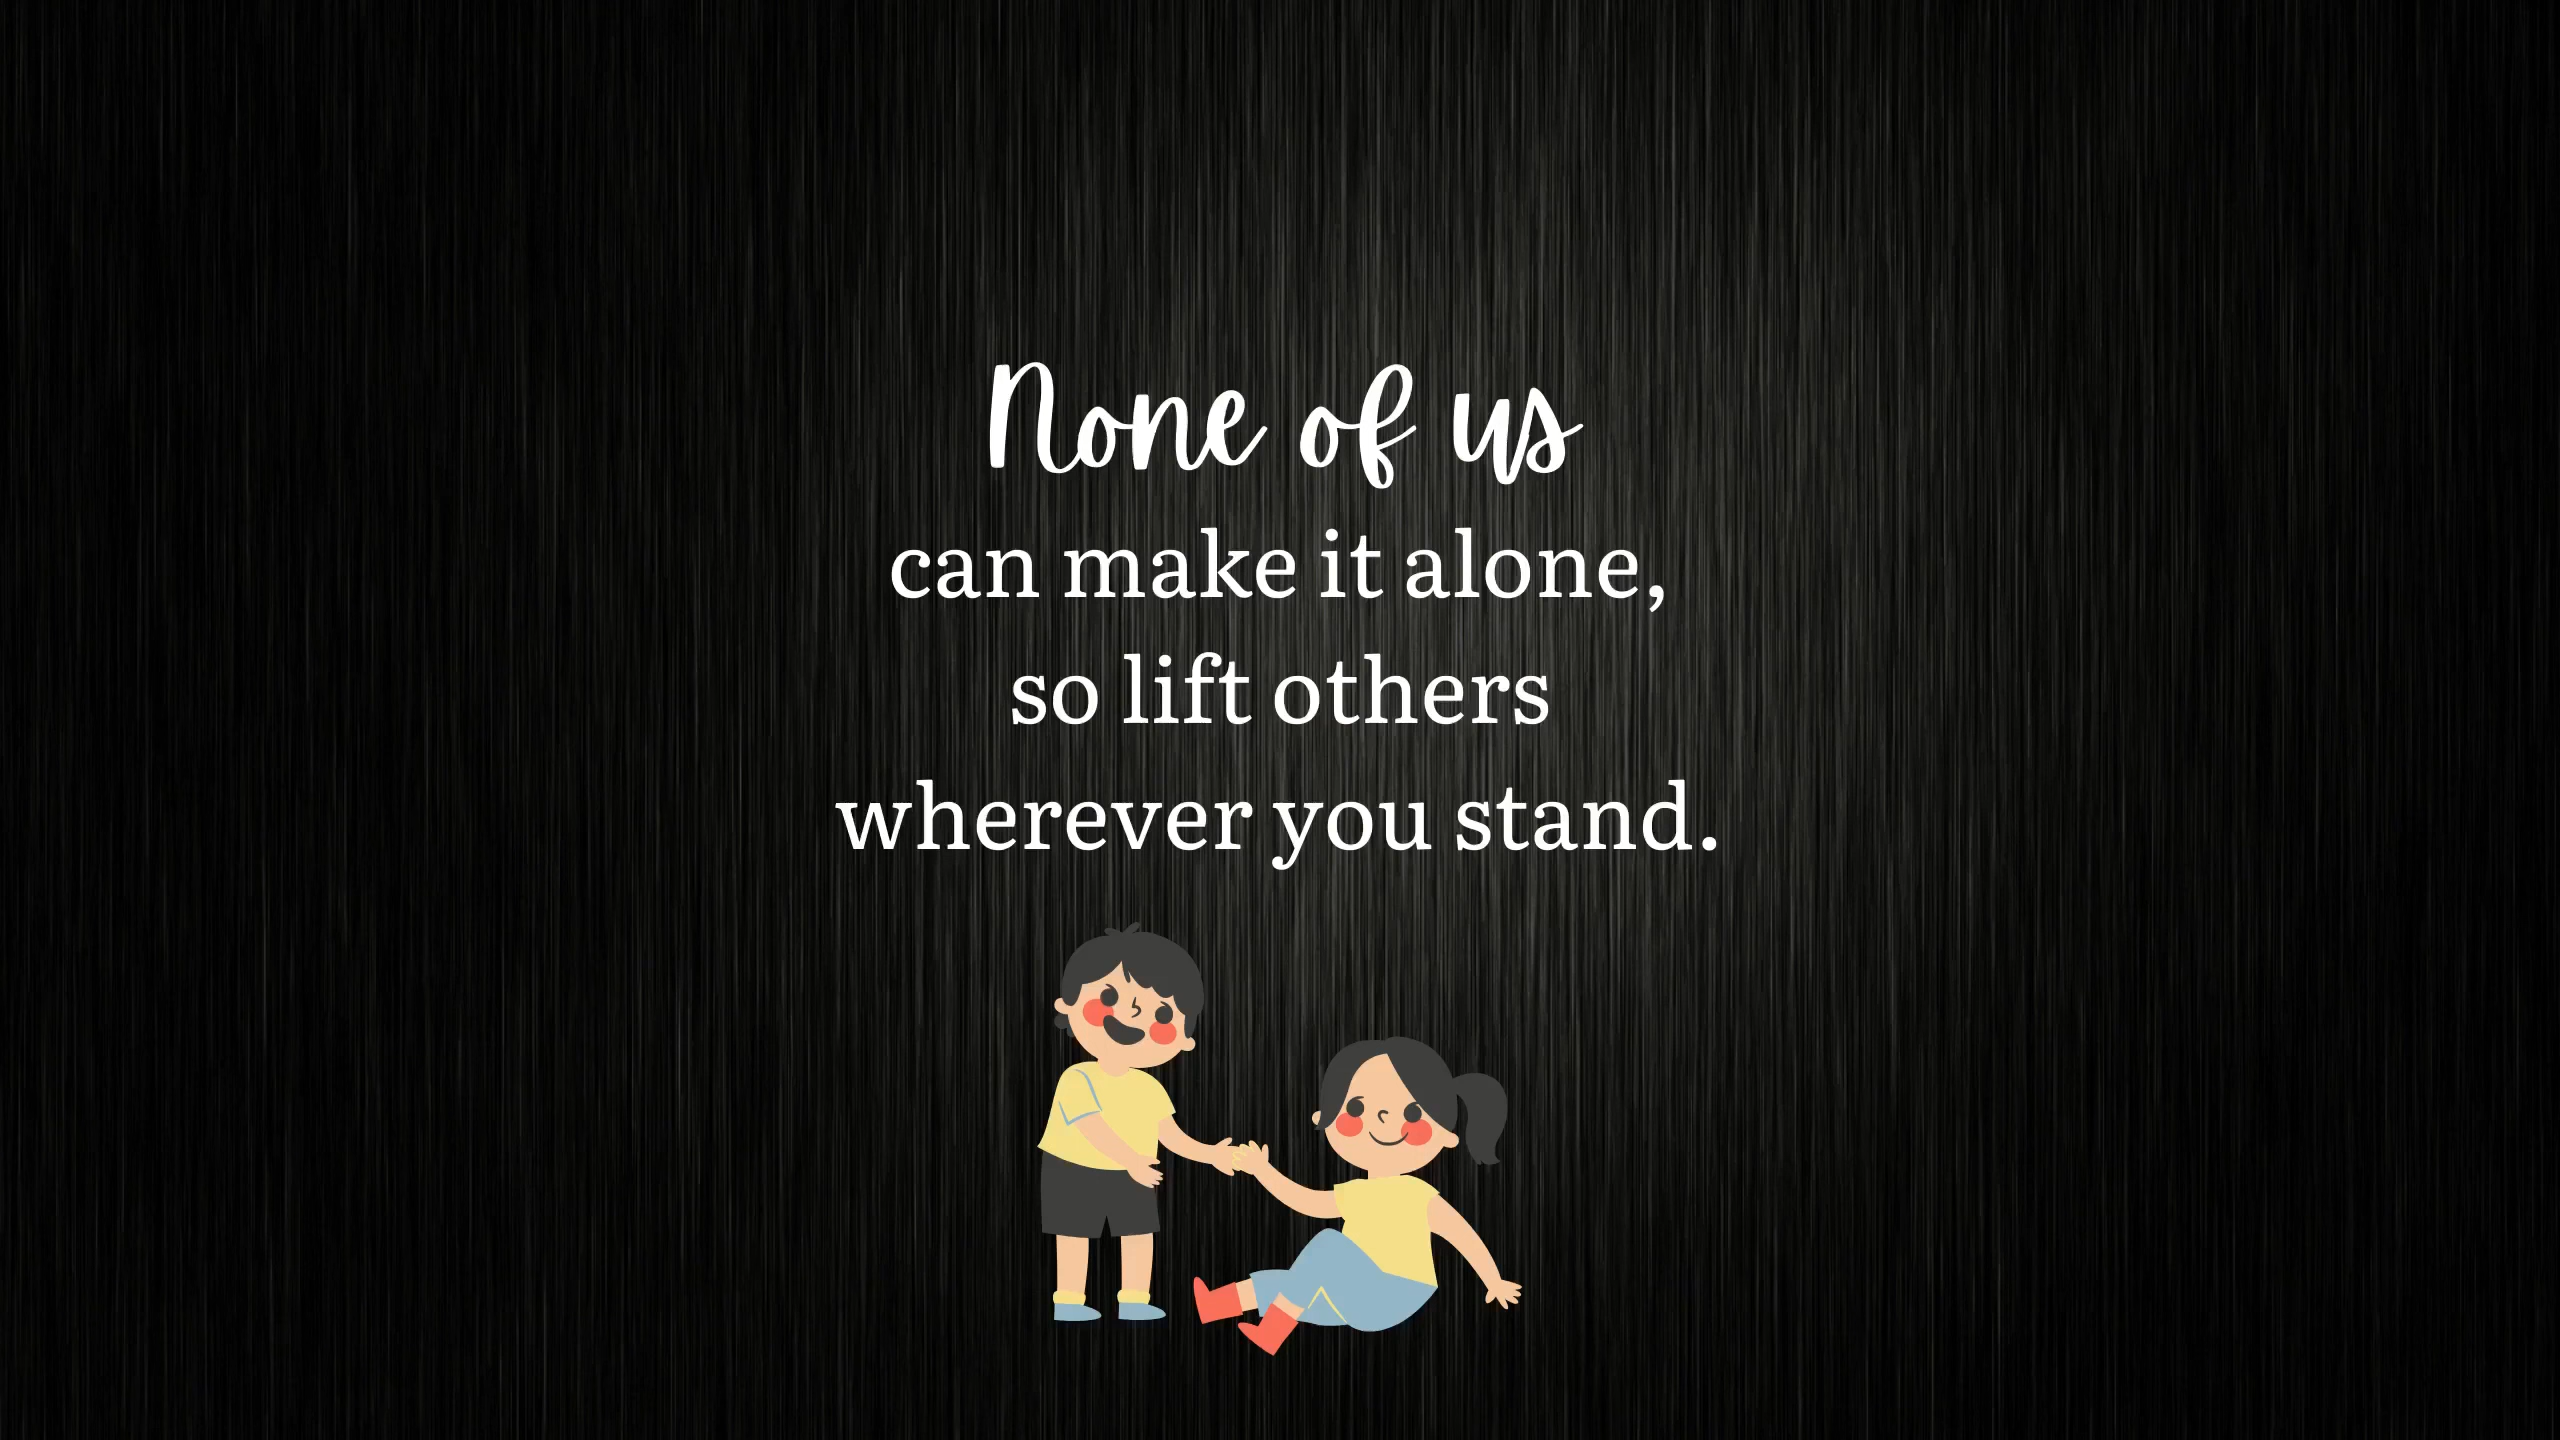 None of us
can make it alone,
so lift others
wherever you stand.